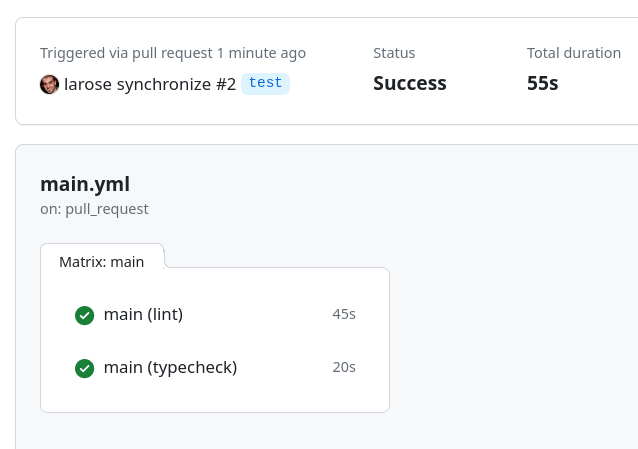 Triggered via pull request 1 minute ago
larose synchronize #2 test
Status
Success
Total duration
55s
main.yml
on: pull_request
Matrix: main
main (lint) 45s
main (typecheck) 20s